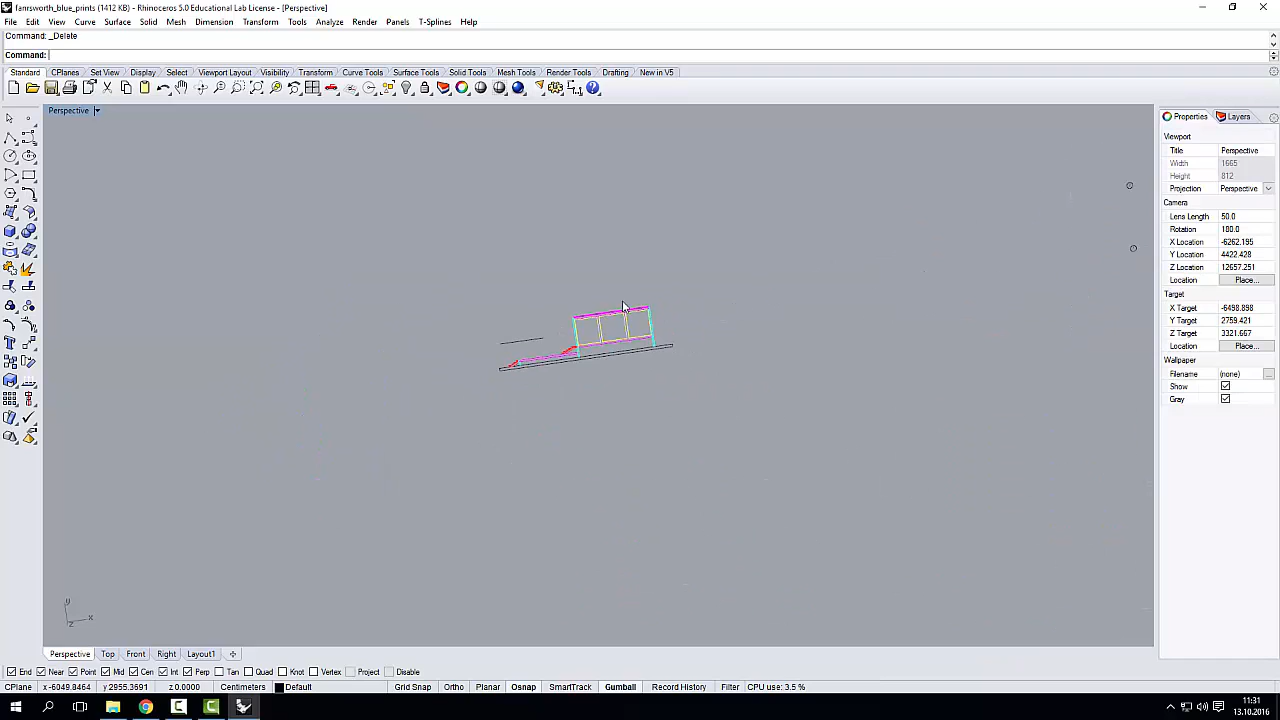 farrsworth_blue_prints (1412 KB) - Rhinoceros 5.0 Educational Lab License - [Perspective]
File Edit View Curve Surface Solid Mesh Dimension Transform Tools Analyze Render Panels T-Splines Help
Command: _Delete
Command:
Standard CPlanes Set View Display Select Viewport Layout Visibility Transform Curve Tools Surface Tools Solid Tools Mesh Tools Render Tools Drafting New in V5
Perspective
Properties Layers
Viewport
Title Perspective
Width 1665
Height 812
Projection Perspective
Camera
Lens Length 50.0
Rotation 180.0
X Location -6262.195
Y Location 4422.428
Z Location 12657.251
Location Place...
Target
X Target -6498.898
Y Target 2759.421
Z Target 3321.667
Location Place...
Wallpaper
Filename (none) ...
Show
Gray
y
z x
Perspective Top Front Right Layout1
End Near Point Mid Cen Int Perp Tan Quad Knot Vertex Project Disable
CPlane x -6049.8464 y 2955.3691 z 0.0000 Centimeters Default Grid Snap Ortho Planar Osnap SmartTrack Gumball Record History Filter CPU use: 3.5 %
11:31
13.10.2016